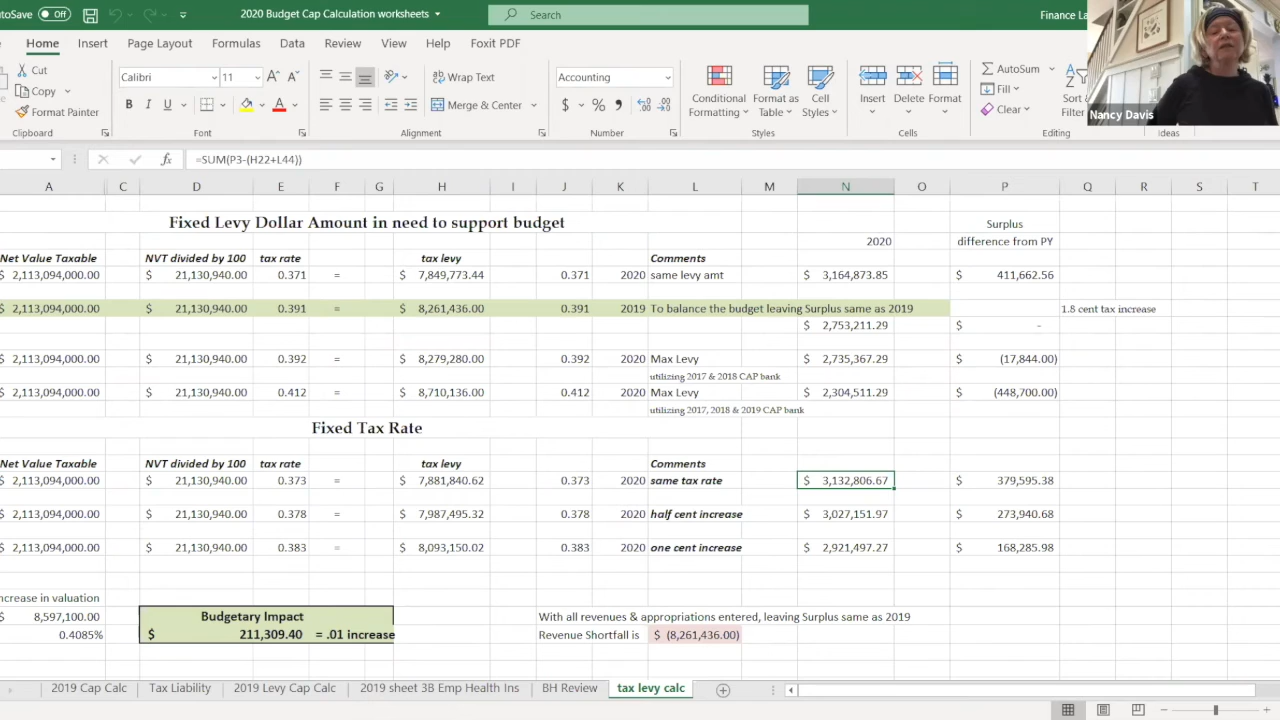 AutoSave Off 2020 Budget Cap Calculation worksheets Search Finance La
Home Insert Page Layout Formulas Data Review View Help Foxit PDF
Cut Calibri 11 Wrap Text Accounting AutoSum
Copy Conditional Format as Cell Insert Delete Format Fill Sort
Format Painter B I U Merge & Center $ % Formatting Table Styles Clear Filter
Nancy Davis
Clipboard Font Alignment Number Styles Cells Editing Ideas
fx =SUM(P3-(H22+L44))
A C D E F G H I J K L M N O P Q R S T
Fixed Levy Dollar Amount in need to support budget Surplus
2020 difference from PY
Net Value Taxable NVT divided by 100 tax rate tax levy Comments
$ 2,113,094,000.00 $ 21,130,940.00 0.371 = $ 7,849,773.44 0.371 2020 same levy amt $ 3,164,873.85 $ 411,662.56
$ 2,113,094,000.00 $ 21,130,940.00 0.391 = $ 8,261,436.00 0.391 2019 To balance the budget leaving Surplus same as 2019 1.8 cent tax increase
$ 2,753,211.29 $ -
$ 2,113,094,000.00 $ 21,130,940.00 0.392 = $ 8,279,280.00 0.392 2020 Max Levy $ 2,735,367.29 $ (17,844.00)
utilizing 2017 & 2018 CAP bank
$ 2,113,094,000.00 $ 21,130,940.00 0.412 = $ 8,710,136.00 0.412 2020 Max Levy $ 2,304,511.29 $ (448,700.00)
utilizing 2017, 2018 & 2019 CAP bank
Fixed Tax Rate
Net Value Taxable NVT divided by 100 tax rate tax levy Comments
$ 2,113,094,000.00 $ 21,130,940.00 0.373 = $ 7,881,840.62 0.373 2020 same tax rate $ 3,132,806.67 $ 379,595.38
$ 2,113,094,000.00 $ 21,130,940.00 0.378 = $ 7,987,495.32 0.378 2020 half cent increase $ 3,027,151.97 $ 273,940.68
$ 2,113,094,000.00 $ 21,130,940.00 0.383 = $ 8,093,150.02 0.383 2020 one cent increase $ 2,921,497.27 $ 168,285.98
ncrease in valuation
$ 8,597,100.00 Budgetary Impact With all revenues & appropriations entered, leaving Surplus same as 2019
0.4085% $ 211,309.40 = .01 increase Revenue Shortfall is $ (8,261,436.00)
2019 Cap Calc Tax Liability 2019 Levy Cap Calc 2019 sheet 3B Emp Health Ins BH Review tax levy calc